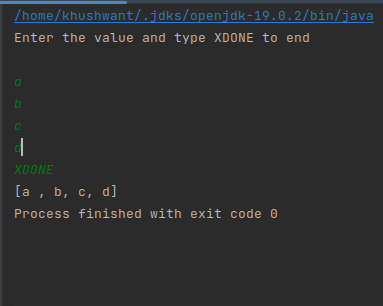 /home/khushwant/.jdks/openjdk-19.0.2/bin/java
Enter the value and type XDONE to end
a
b
c
d
XDONE
[a , b, c, d]
Process finished with exit code 0